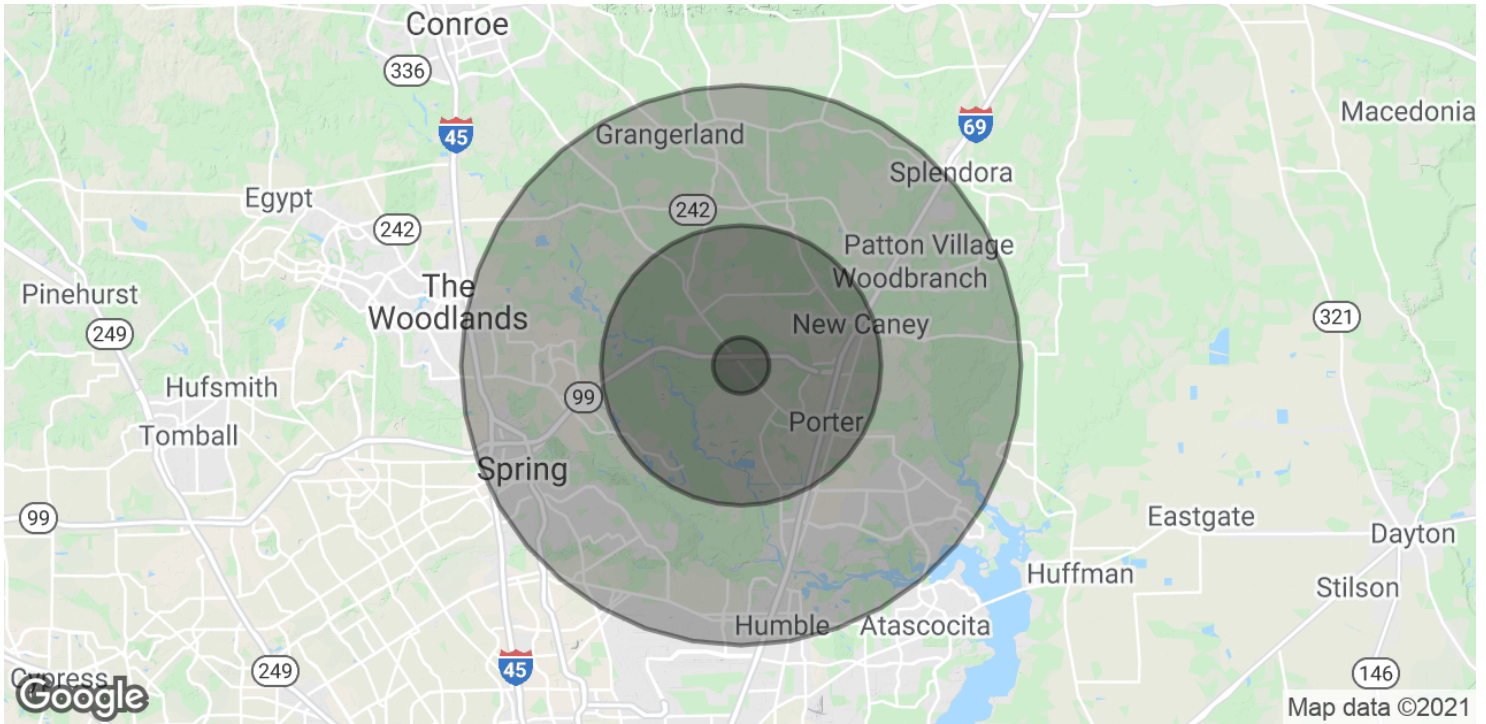 Conroe
336
45
69
Macedonia
Grangerland
Splendora
Egypt
242
242
Patton Village
Woodbranch
The
Woodlands
Pinehurst
249
321
New Caney
Hufsmith
99
Porter
Tomball
Spring
99
Eastgate
Dayton
Huffman
Stilson
Humble
Atascocita
45
249
146
Cypress
Google
Map data ©2021